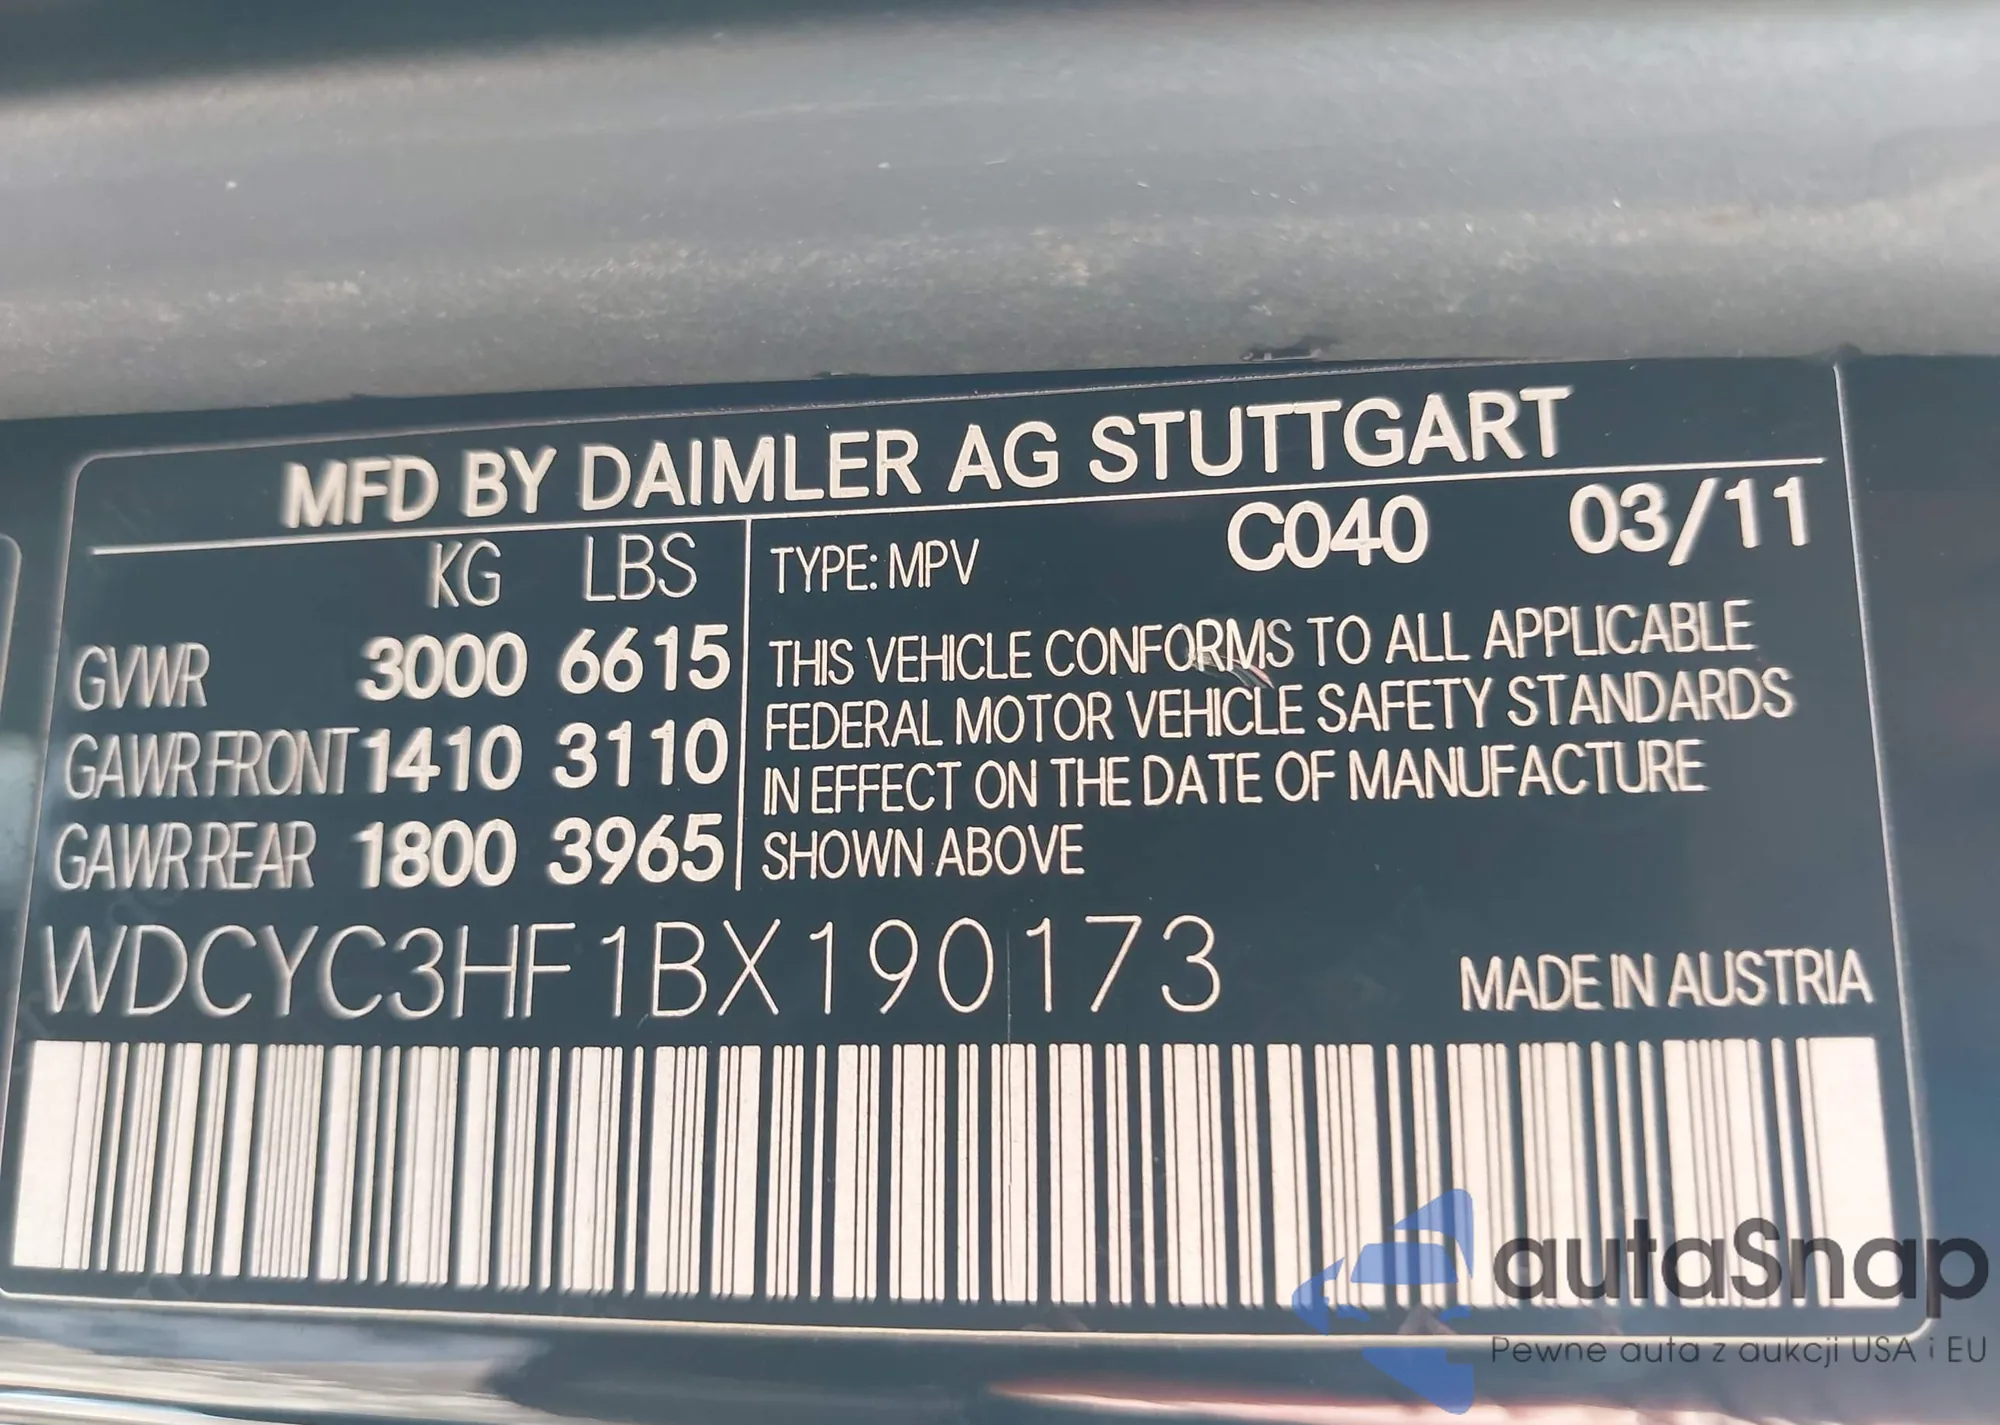 MFD BY DAIMLER AG STUTTGART
KG LBS
GVWR 3000 6615
GAWR FRONT 1410 3110
GAWR REAR 1800 3965
TYPE: MPV C040 03/11
THIS VEHICLE CONFORMS TO ALL APPLICABLE
FEDERAL MOTOR VEHICLE SAFETY STANDARDS
IN EFFECT ON THE DATE OF MANUFACTURE
SHOWN ABOVE
WDCYC3HF1BX190173
MADE IN AUSTRIA
autaSnap
Pewne auta z aukcji USA i EU